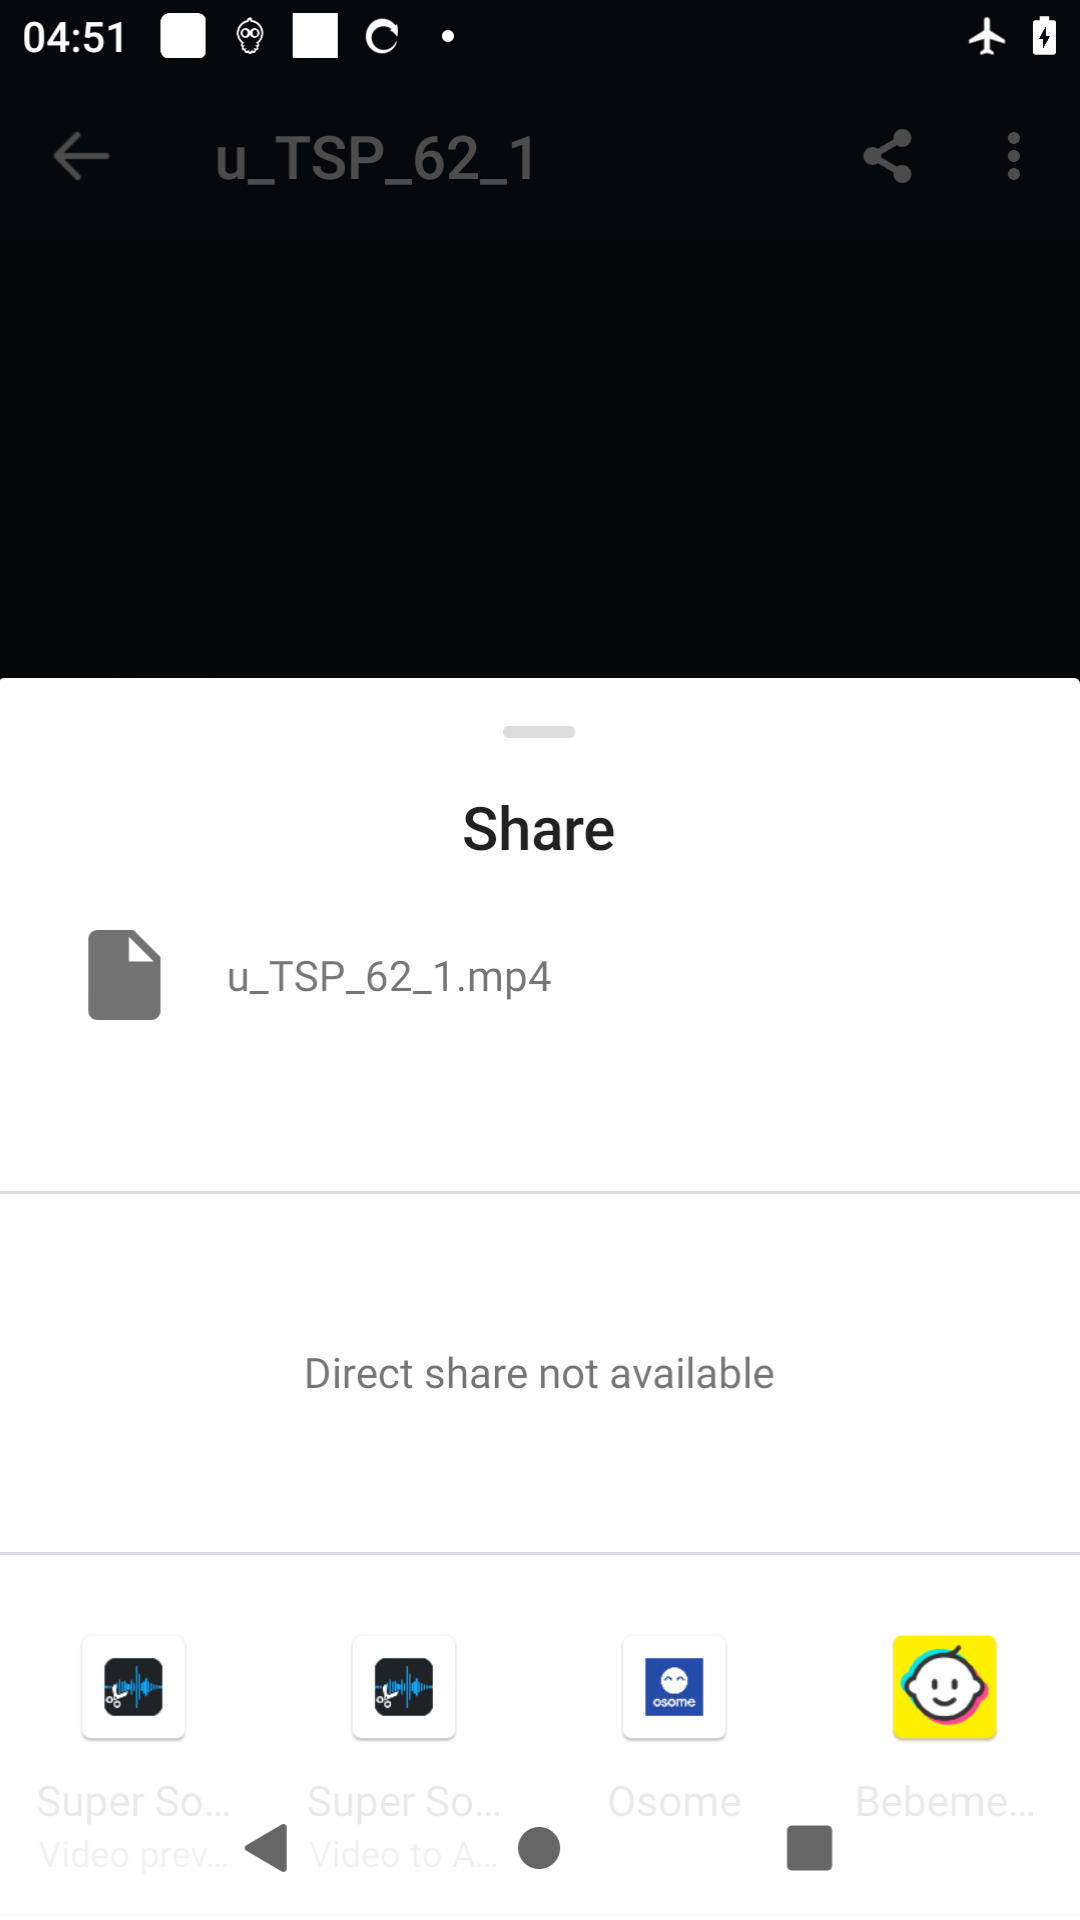 04:51
u_TSP_62_1
Share
u_TSP_62_1.mp4
Direct share not available
osome
Super So...
Super So...
Osome
Bebeme...
Video prev...
Video to A...